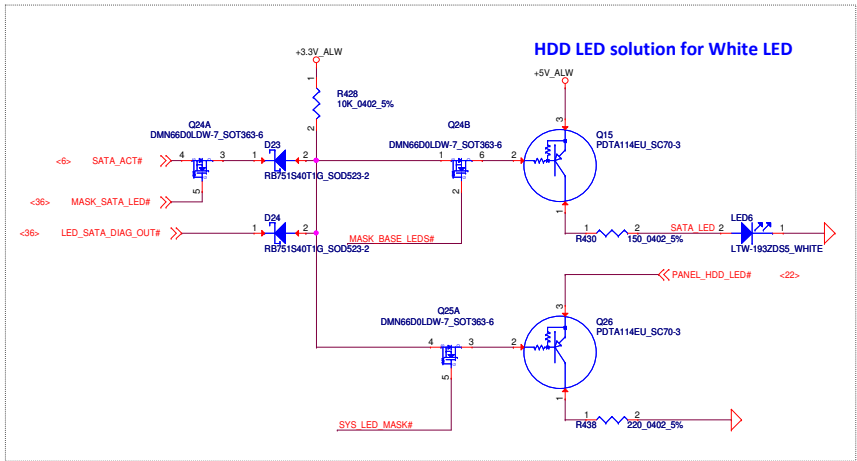 HDD LED solution for White LED
+3.3V_ALW
+5V_ALW
1
R428
10K_0402_5%
2
Q24A
DMN66D0LDW-7_SOT363-6
Q24B
DMN66D0LDW-7_SOT363-6
3
Q15
PDTA114EU_SC70-3
<6> SATA_ACT# 4 3 1 D23 2
RB751S40T1G_SOD523-2
1 6 2
5
2
<36> MASK_SATA_LED#
1
<36> LED_SATA_DIAG_OUT# 1 D24 2
RB751S40T1G_SOD523-2
MASK_BASE_LEDS#
1 2 SATA_LED 2 LED6 1
R430 150_0402_5%
LTW-193ZDS5_WHITE
PANEL_HDD_LED# <22>
Q25A
DMN66D0LDW-7_SOT363-6
3
Q26
PDTA114EU_SC70-3
4 3 2
5
1
SYS_LED_MASK#
1 2
R438 220_0402_5%